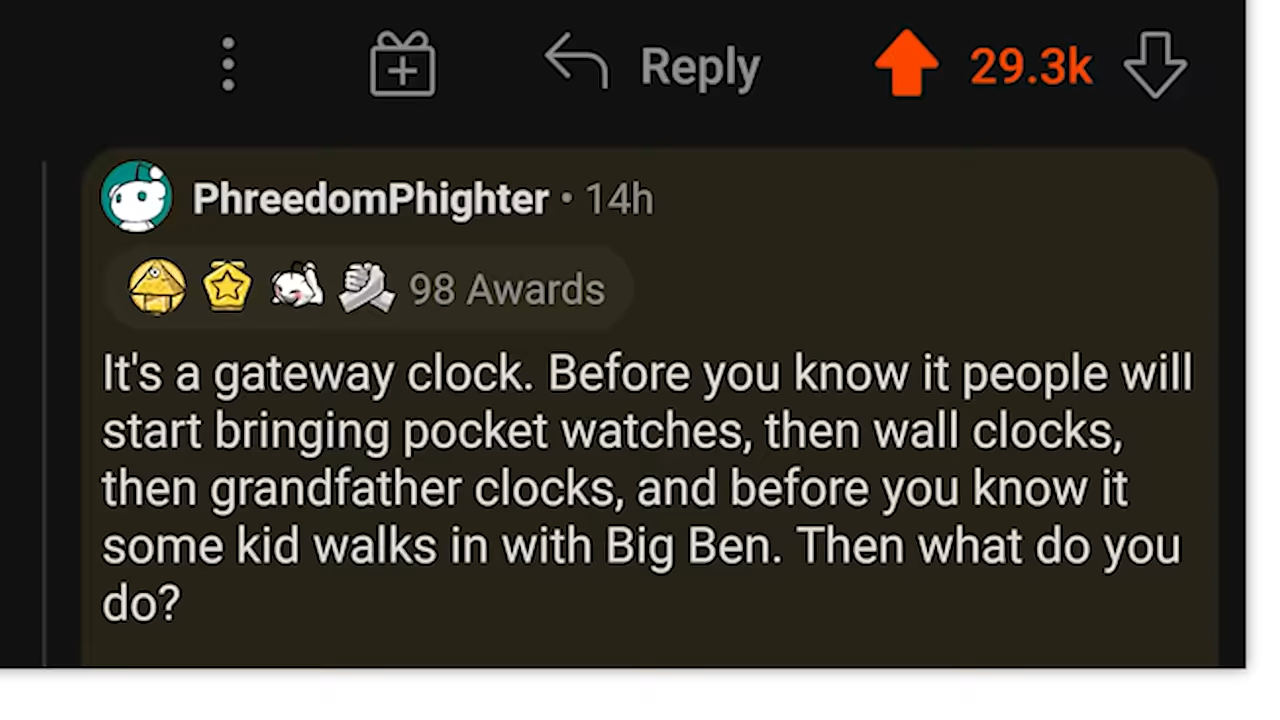 Reply 29.3k
PhreedomPhighter • 14h
98 Awards
It's a gateway clock. Before you know it people will
start bringing pocket watches, then wall clocks,
then grandfather clocks, and before you know it
some kid walks in with Big Ben. Then what do you
do?